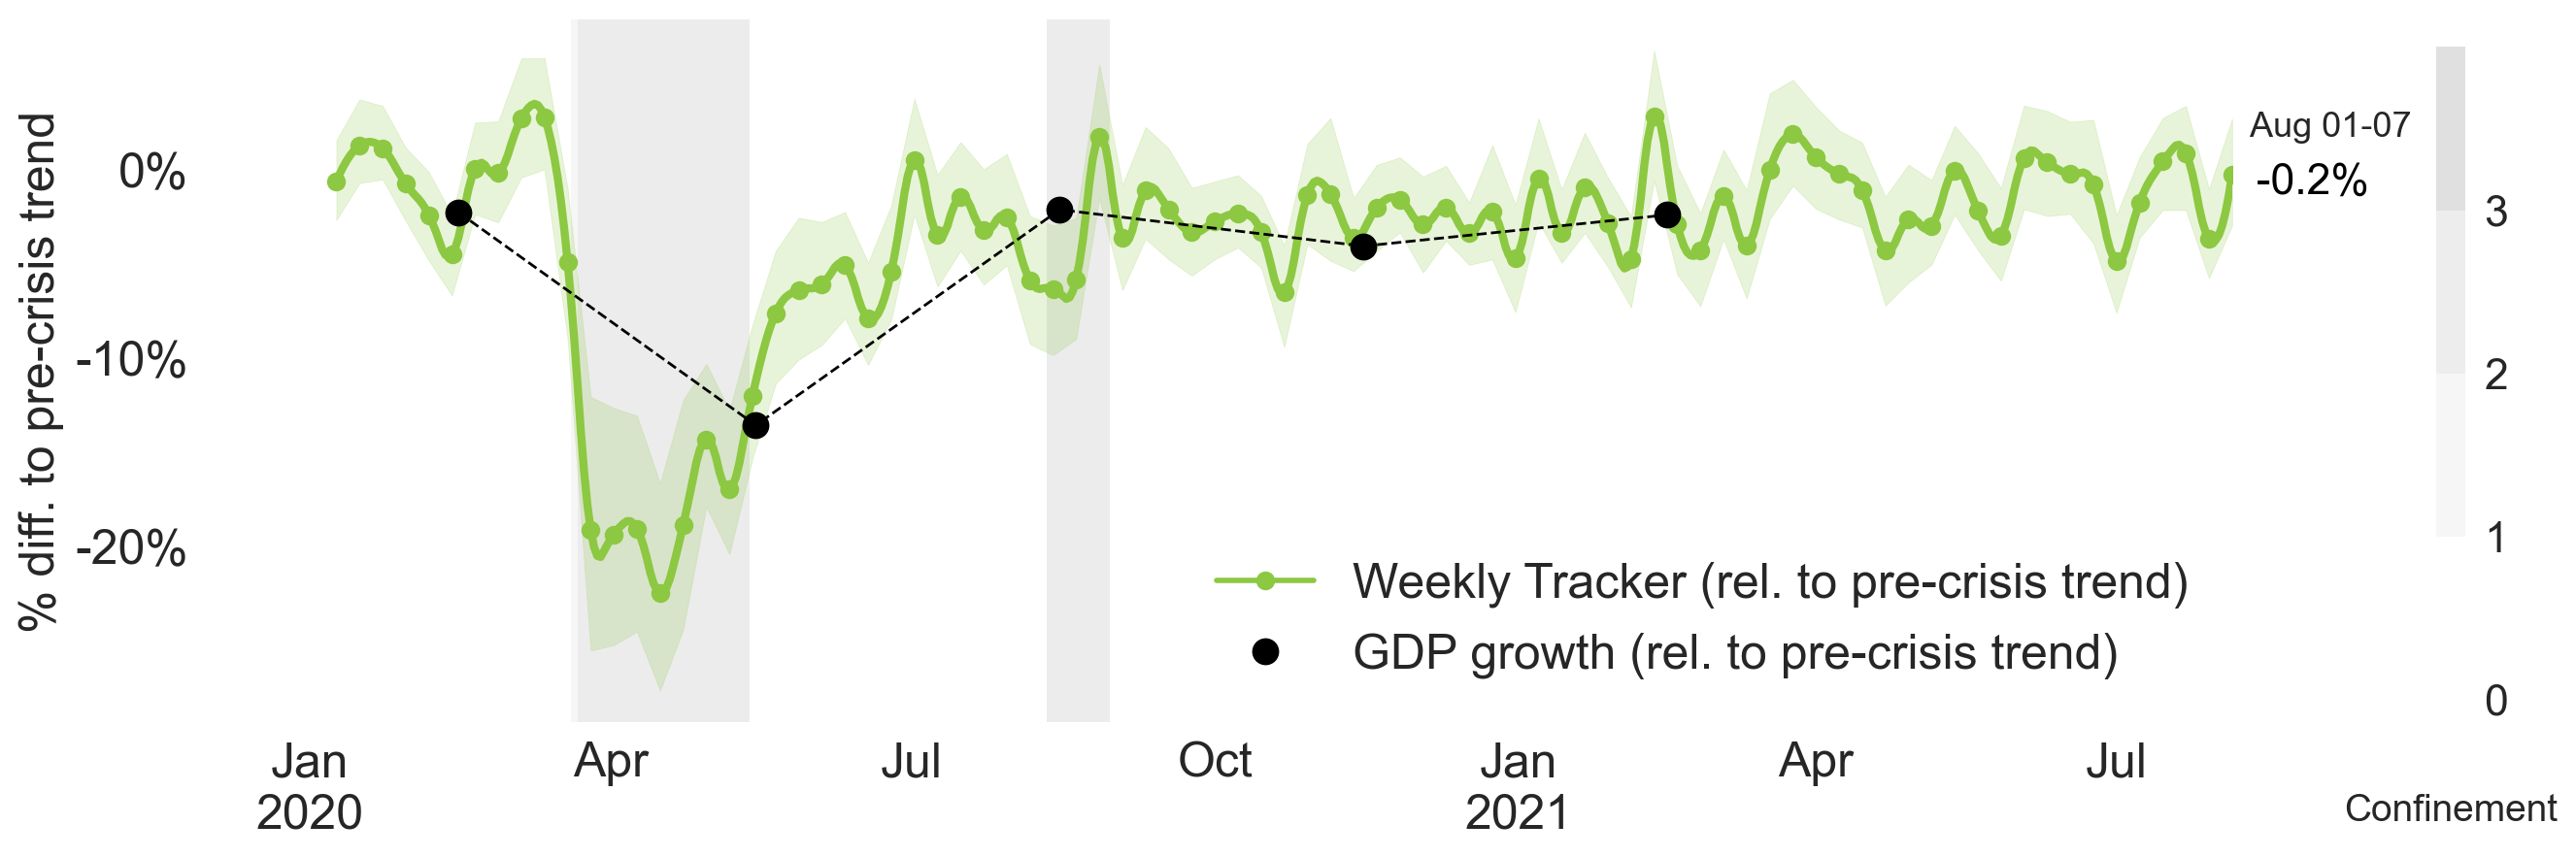 % diff. to pre-crisis trend
0%
-10%
-20%
Aug 01-07
-0.2%
3
2
1
0
Weekly Tracker (rel. to pre-crisis trend)
GDP growth (rel. to pre-crisis trend)
Jan Apr Jul Oct Jan Apr Jul
2020 2021
Confinement